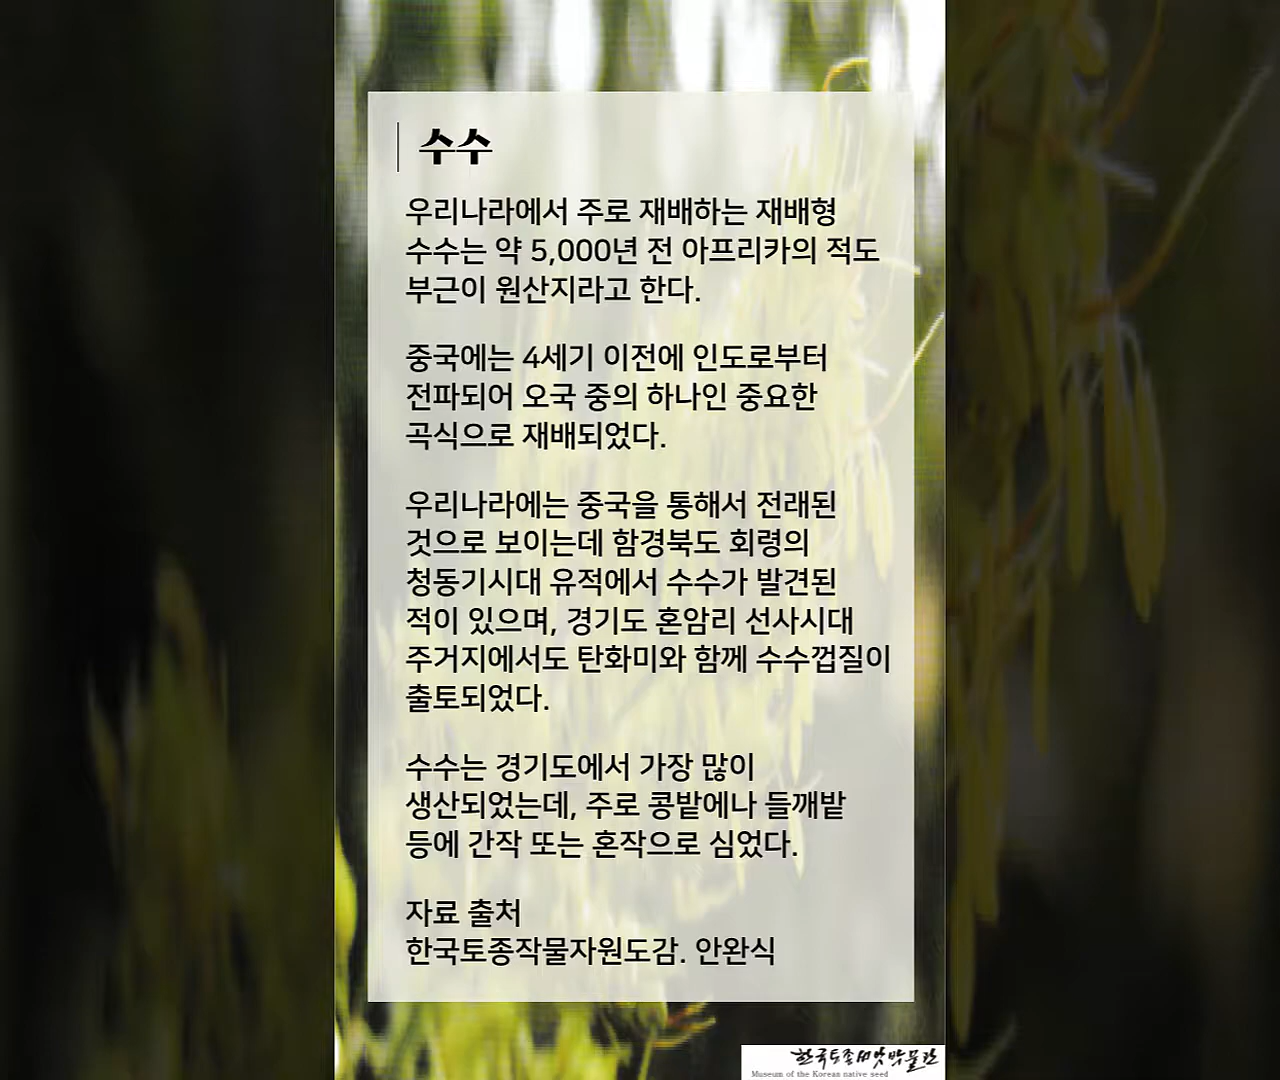 수수
우리나라에서 주로 재배하는 재배형
수수는 약 5,000년 전 아프리카의 적도
부근이 원산지라고 한다.
중국에는 4세기 이전에 인도로부터
전파되어 오국 중의 하나인 중요한
곡식으로 재배되었다.
우리나라에는 중국을 통해서 전래된
것으로 보이는데 함경북도 회령의
청동기시대 유적에서 수수가 발견된
적이 있으며, 경기도 혼암리 선사시대
주거지에서도 탄화미와 함께 수수껍질이
출토되었다.
수수는 경기도에서 가장 많이
생산되었는데, 주로 콩밭에나 들깨밭
등에 간작 또는 혼작으로 심었다.
자료 출처
한국토종작물자원도감. 안완식
한국토종씨앗박물관
Museum of the Korean native seed